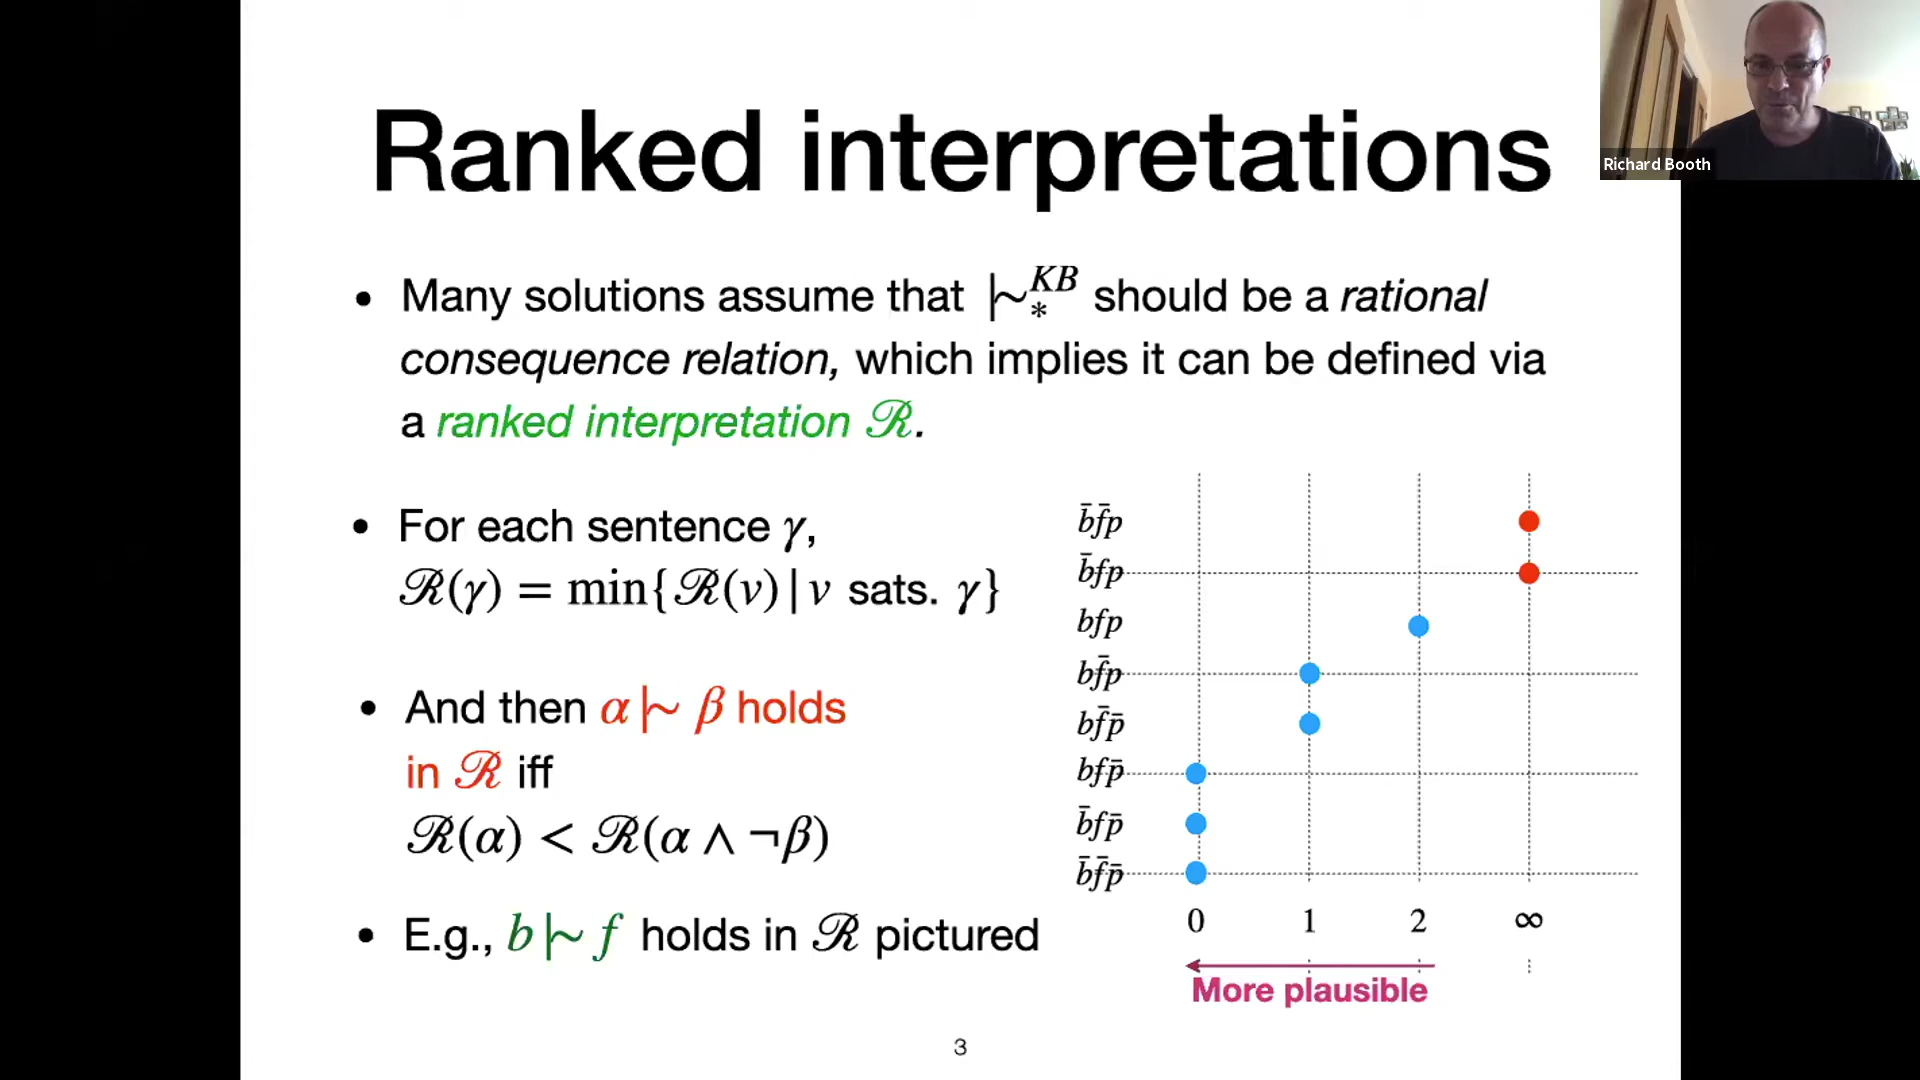 Ranked interpretations
Richard Booth
• Many solutions assume that |∼^{KB}_{*} should be a rational
consequence relation, which implies it can be defined via
a ranked interpretation ℛ.
• For each sentence γ,
ℛ(γ) = min{ℛ(v) | v sats. γ}
• And then α |∼ β holds
in ℛ iff
ℛ(α) < ℛ(α ∧ ¬β)
• E.g., b |∼ f holds in ℛ pictured
b̄f̄p
b̄fp
bfp
bf̄p
bf̄p̄
bfp̄
b̄fp̄
b̄f̄p̄
0 1 2 ∞
More plausible
3